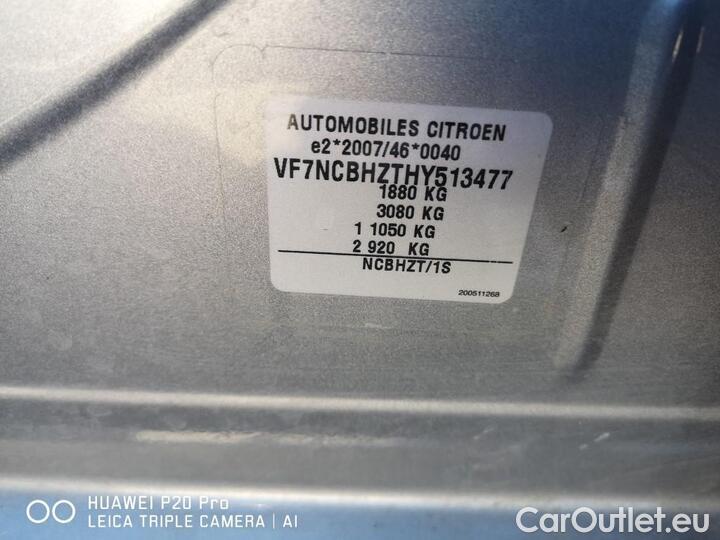 AUTOMOBILES CITROEN
e2*2007/46*0040
VF7NCBHZTHY513477
1880 KG
3080 KG
1 1050 KG
2 920 KG
NCBHZT/1S
200511268
HUAWEI P20 Pro
LEICA TRIPLE CAMERA | AI
CarOutlet.eu